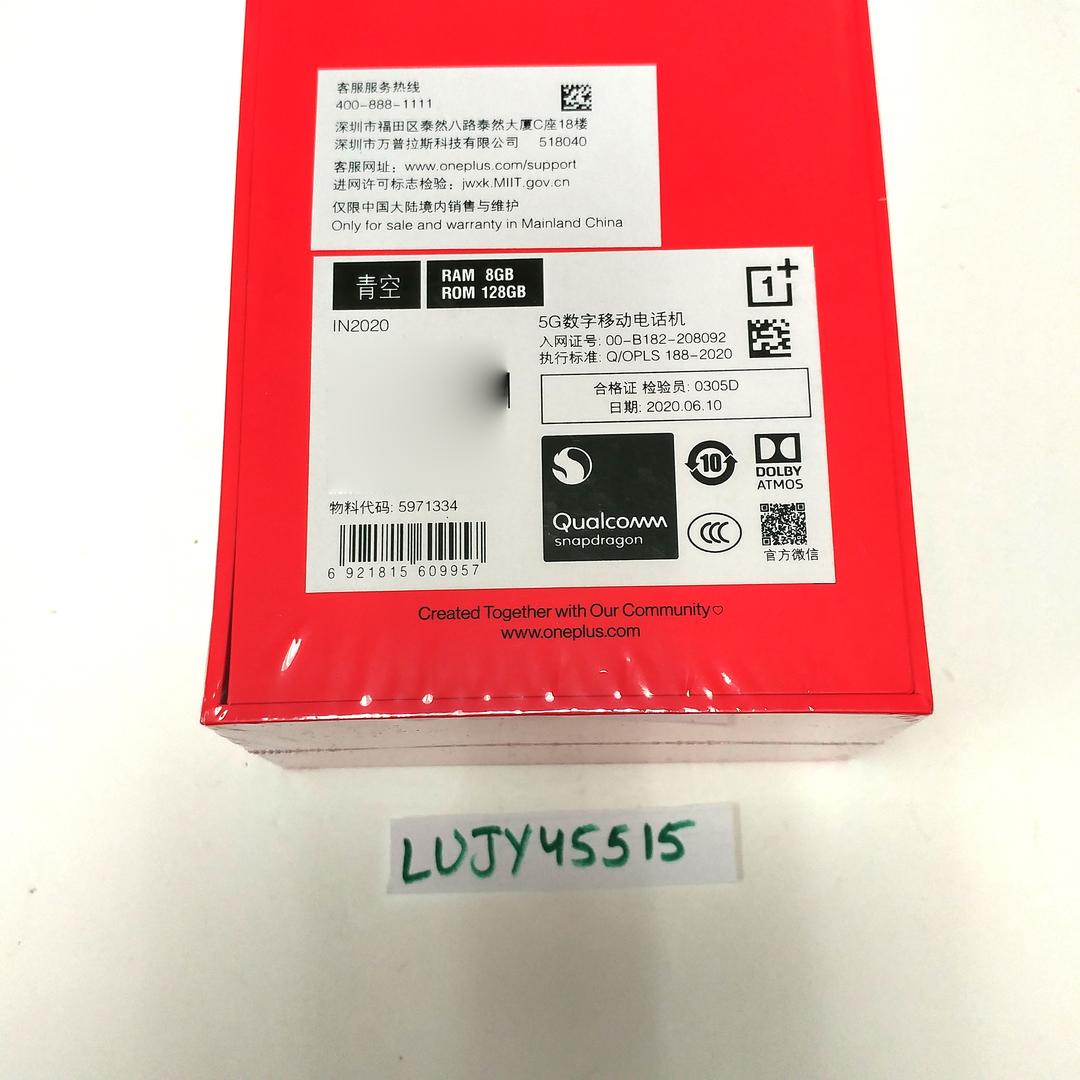 客服服务热线
400-888-1111
深圳市福田区泰然八路泰然大厦C座18楼
深圳市万普拉斯科技有限公司 518040
客服网址：www.oneplus.com/support
进网许可标志检验：jwxk.MIIT.gov.cn
仅限中国大陆境内销售与维护
Only for sale and warranty in Mainland China
青空
RAM 8GB
ROM 128GB
1+
IN2020
5G数字移动电话机
入网证号: 00-B182-208092
执行标准: Q/OPLS 188-2020
合格证 检验员: 0305D
日期: 2020.06.10
Qualcomm
snapdragon
10
DOLBY
ATMOS
CCC
官方微信
物料代码: 5971334
6 921815 609957
Created Together with Our Community♡
www.oneplus.com
LUJY45515